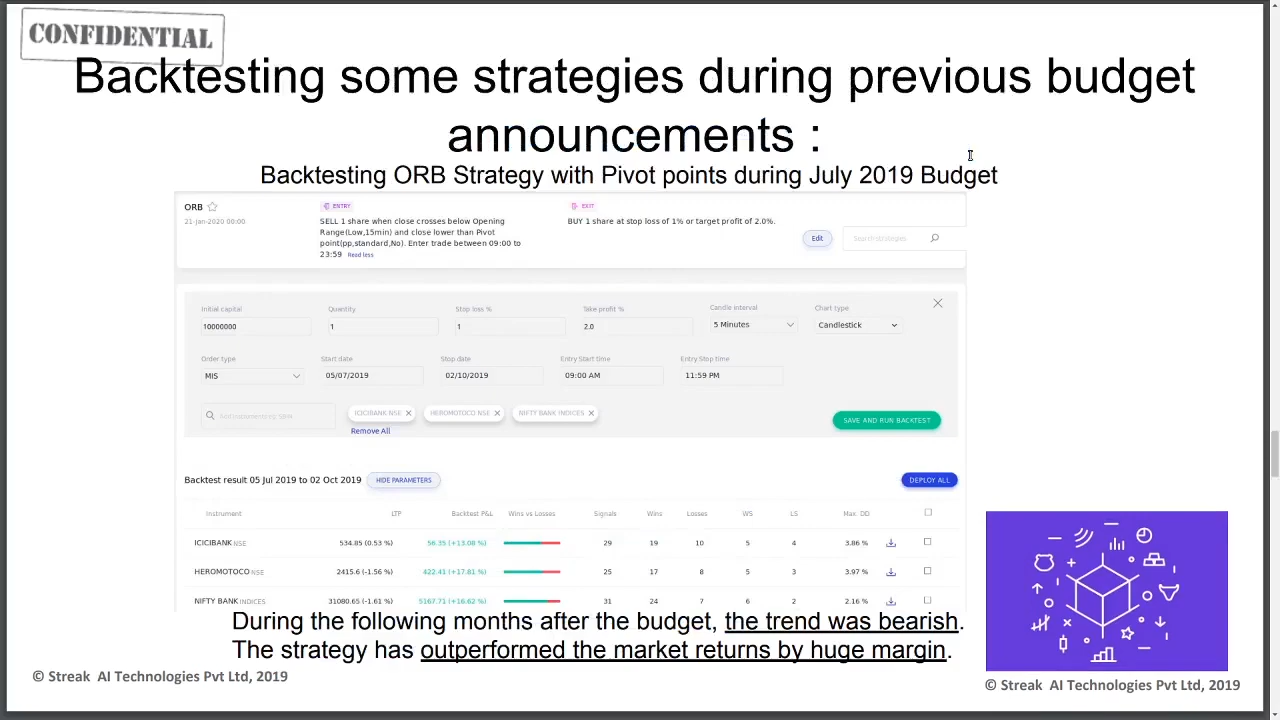 CONFIDENTIAL
Backtesting some strategies during previous budget
announcements :
Backtesting ORB Strategy with Pivot points during July 2019 Budget
ORB
21-Jan-2020 00:00
ENTRY
SELL 1 share when close crosses below Opening
Range(Low,15min) and close lower than Pivot
point(pp,standard,No). Enter trade between 09:00 to
23:59 Read less
EXIT
BUY 1 share at stop loss of 1% or target profit of 2.0%.
Edit
Search strategies
Initial capital Quantity Stop loss % Take profit % Candle interval Chart type
10000000 1 1 2.0 5 Minutes Candlestick
Order type Start date Stop date Entry Start time Entry Stop time
MIS 05/07/2019 02/10/2019 09:00 AM 11:59 PM
ICICIBANK NSE HEROMOTOCO NSE NIFTY BANK INDICES
SAVE AND RUN BACKTEST
Remove All
Backtest result 05 Jul 2019 to 02 Oct 2019 HIDE PARAMETERS DEPLOY ALL
Instrument LTP Backtest P&L Wins vs Losses Signals Wins Losses WS LS Max. DD
ICICIBANK NSE 534.85 (0.53 %) 56.35 (+13.08 %) 29 19 10 5 4 3.86 %
HEROMOTOCO NSE 2415.6 (-1.56 %) 422.41 (+17.81 %) 25 17 8 5 3 3.97 %
NIFTY BANK INDICES 31080.65 (-1.61 %) 5167.71 (+16.62 %) 31 24 7 6 2 2.16 %
During the following months after the budget, the trend was bearish.
The strategy has outperformed the market returns by huge margin.
© Streak AI Technologies Pvt Ltd, 2019
© Streak AI Technologies Pvt Ltd, 2019